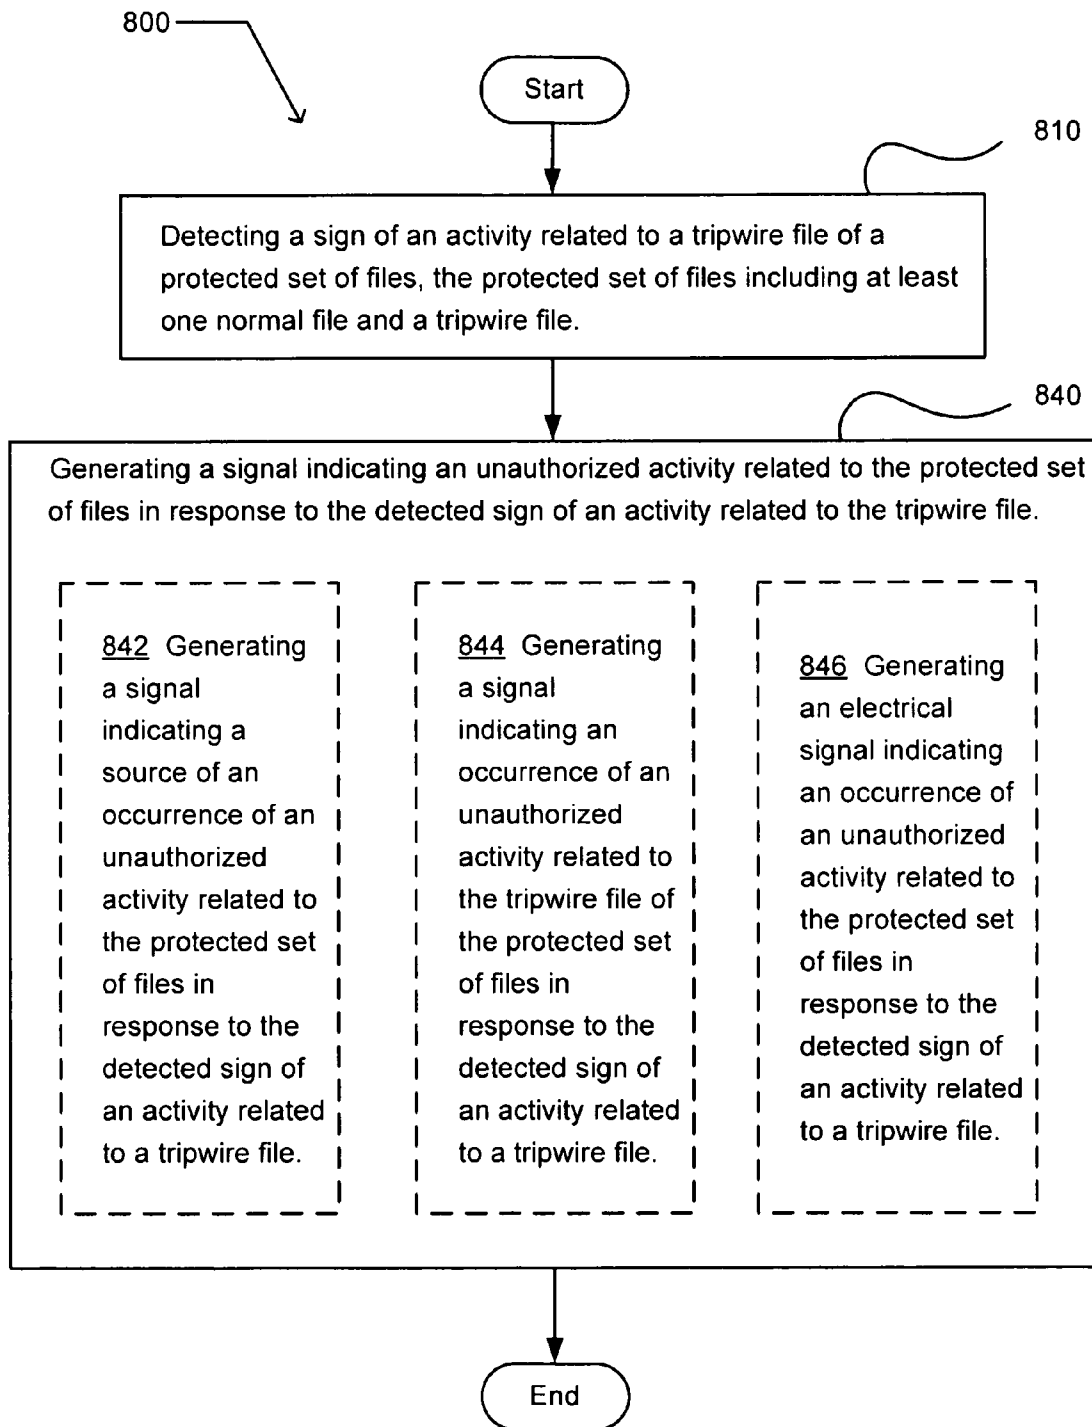 800
Start
810
Detecting a sign of an activity related to a tripwire file of a
protected set of files, the protected set of files including at least
one normal file and a tripwire file.
840
Generating a signal indicating an unauthorized activity related to the protected set
of files in response to the detected sign of an activity related to the tripwire file.
842 Generating
a signal
indicating a
source of an
occurrence of an
unauthorized
activity related to
the protected set
of files in
response to the
detected sign of
an activity related
to a tripwire file.
844 Generating
a signal
indicating an
occurrence of an
unauthorized
activity related to
the tripwire file of
the protected set
of files in
response to the
detected sign of
an activity related
to a tripwire file.
846 Generating
an electrical
signal indicating
an occurrence of
an unauthorized
activity related to
the protected set
of files in
response to the
detected sign of
an activity related
to a tripwire file.
End